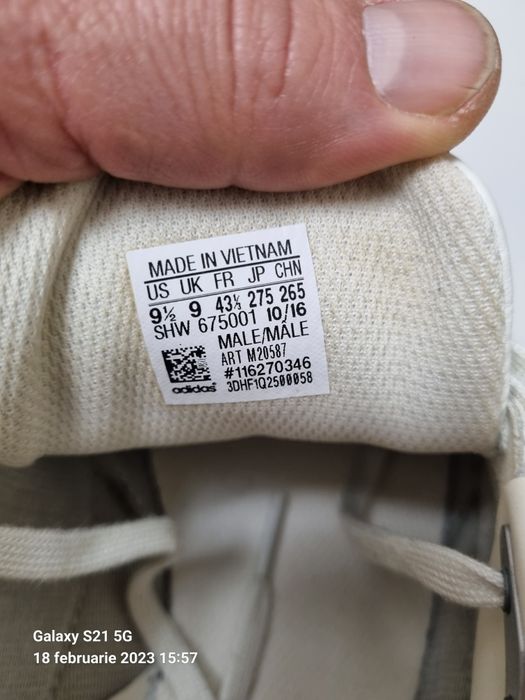 MADE IN VIETNAM
US UK FR JP CHN
9½ 9 43⅓ 275 265
SHW 675001 10/16
MALE/MÂLE
ART M20587
#116270346
adidas 3DHF1Q2500058
Galaxy S21 5G
18 februarie 2023 15:57